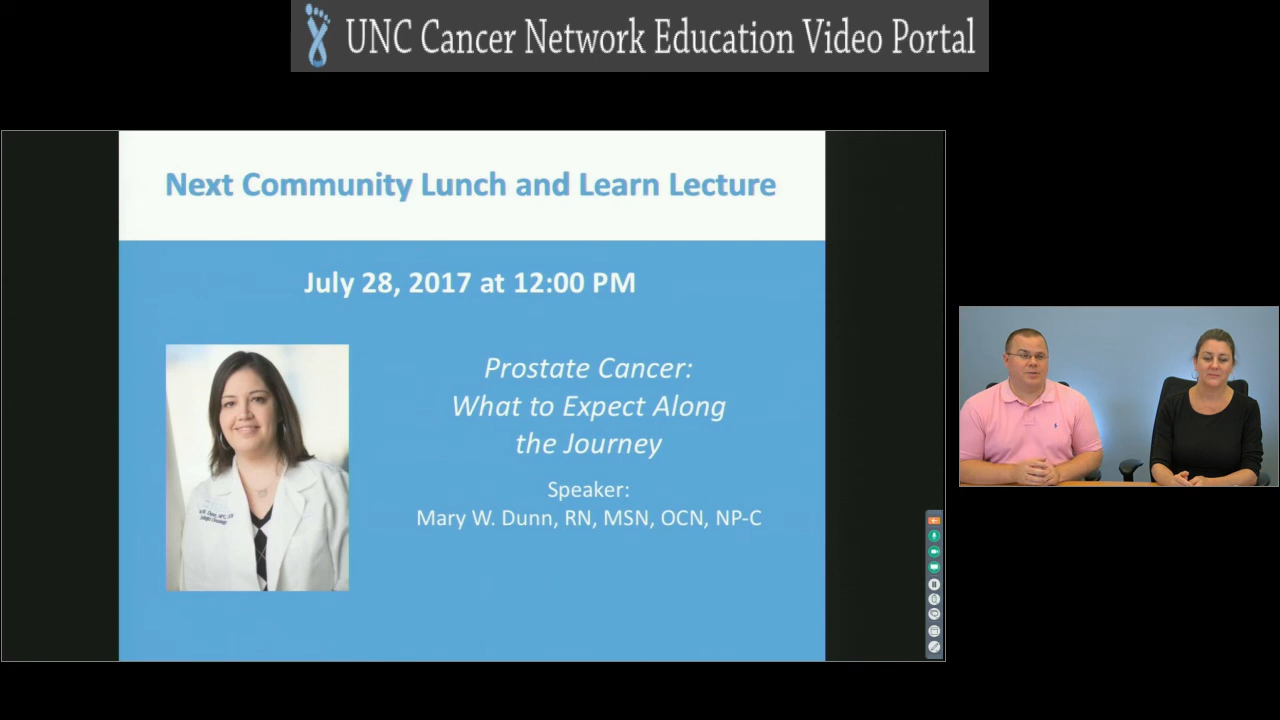 UNC Cancer Network Education Video Portal
Next Community Lunch and Learn Lecture
July 28, 2017 at 12:00 PM
Prostate Cancer:
What to Expect Along
the Journey
Speaker:
Mary W. Dunn, RN, MSN, OCN, NP-C